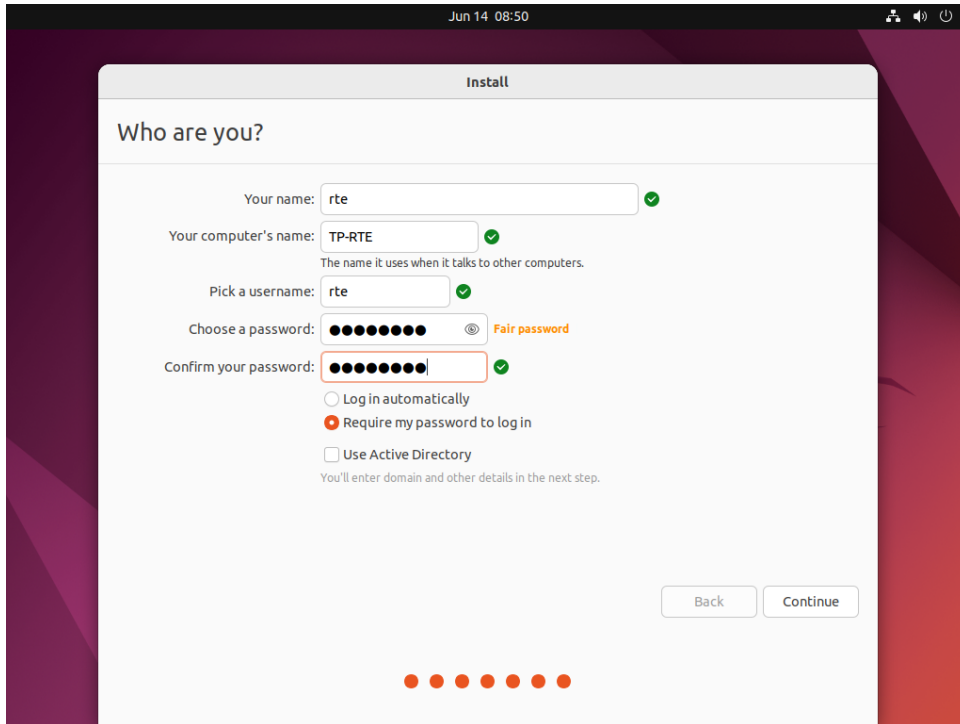 Jun 14 08:50
Install
Who are you?
Your name: rte
Your computer's name: TP-RTE
The name it uses when it talks to other computers.
Pick a username: rte
Choose a password: ●●●●●●●● Fair password
Confirm your password: ●●●●●●●●
Log in automatically
Require my password to log in
Use Active Directory
You'll enter domain and other details in the next step.
Back Continue